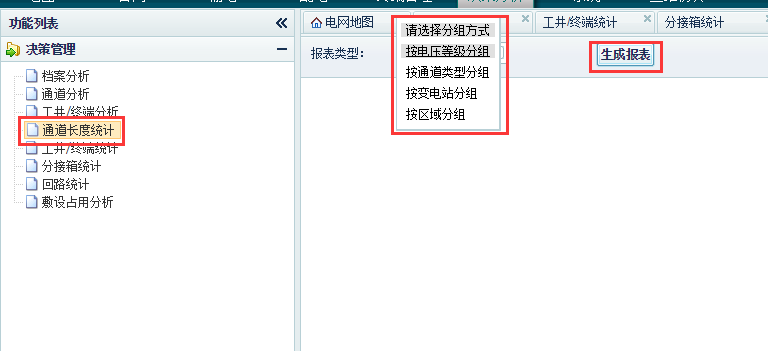 功能列表
决策管理
档案分析
通道分析
工井/终端分析
通道长度统计
工井/终端统计
分接箱统计
回路统计
敷设占用分析
电网地图
工井/终端统计
分接箱统计
报表类型:
请选择分组方式
按电压等级分组
按通道类型分组
按变电站分组
按区域分组
生成报表